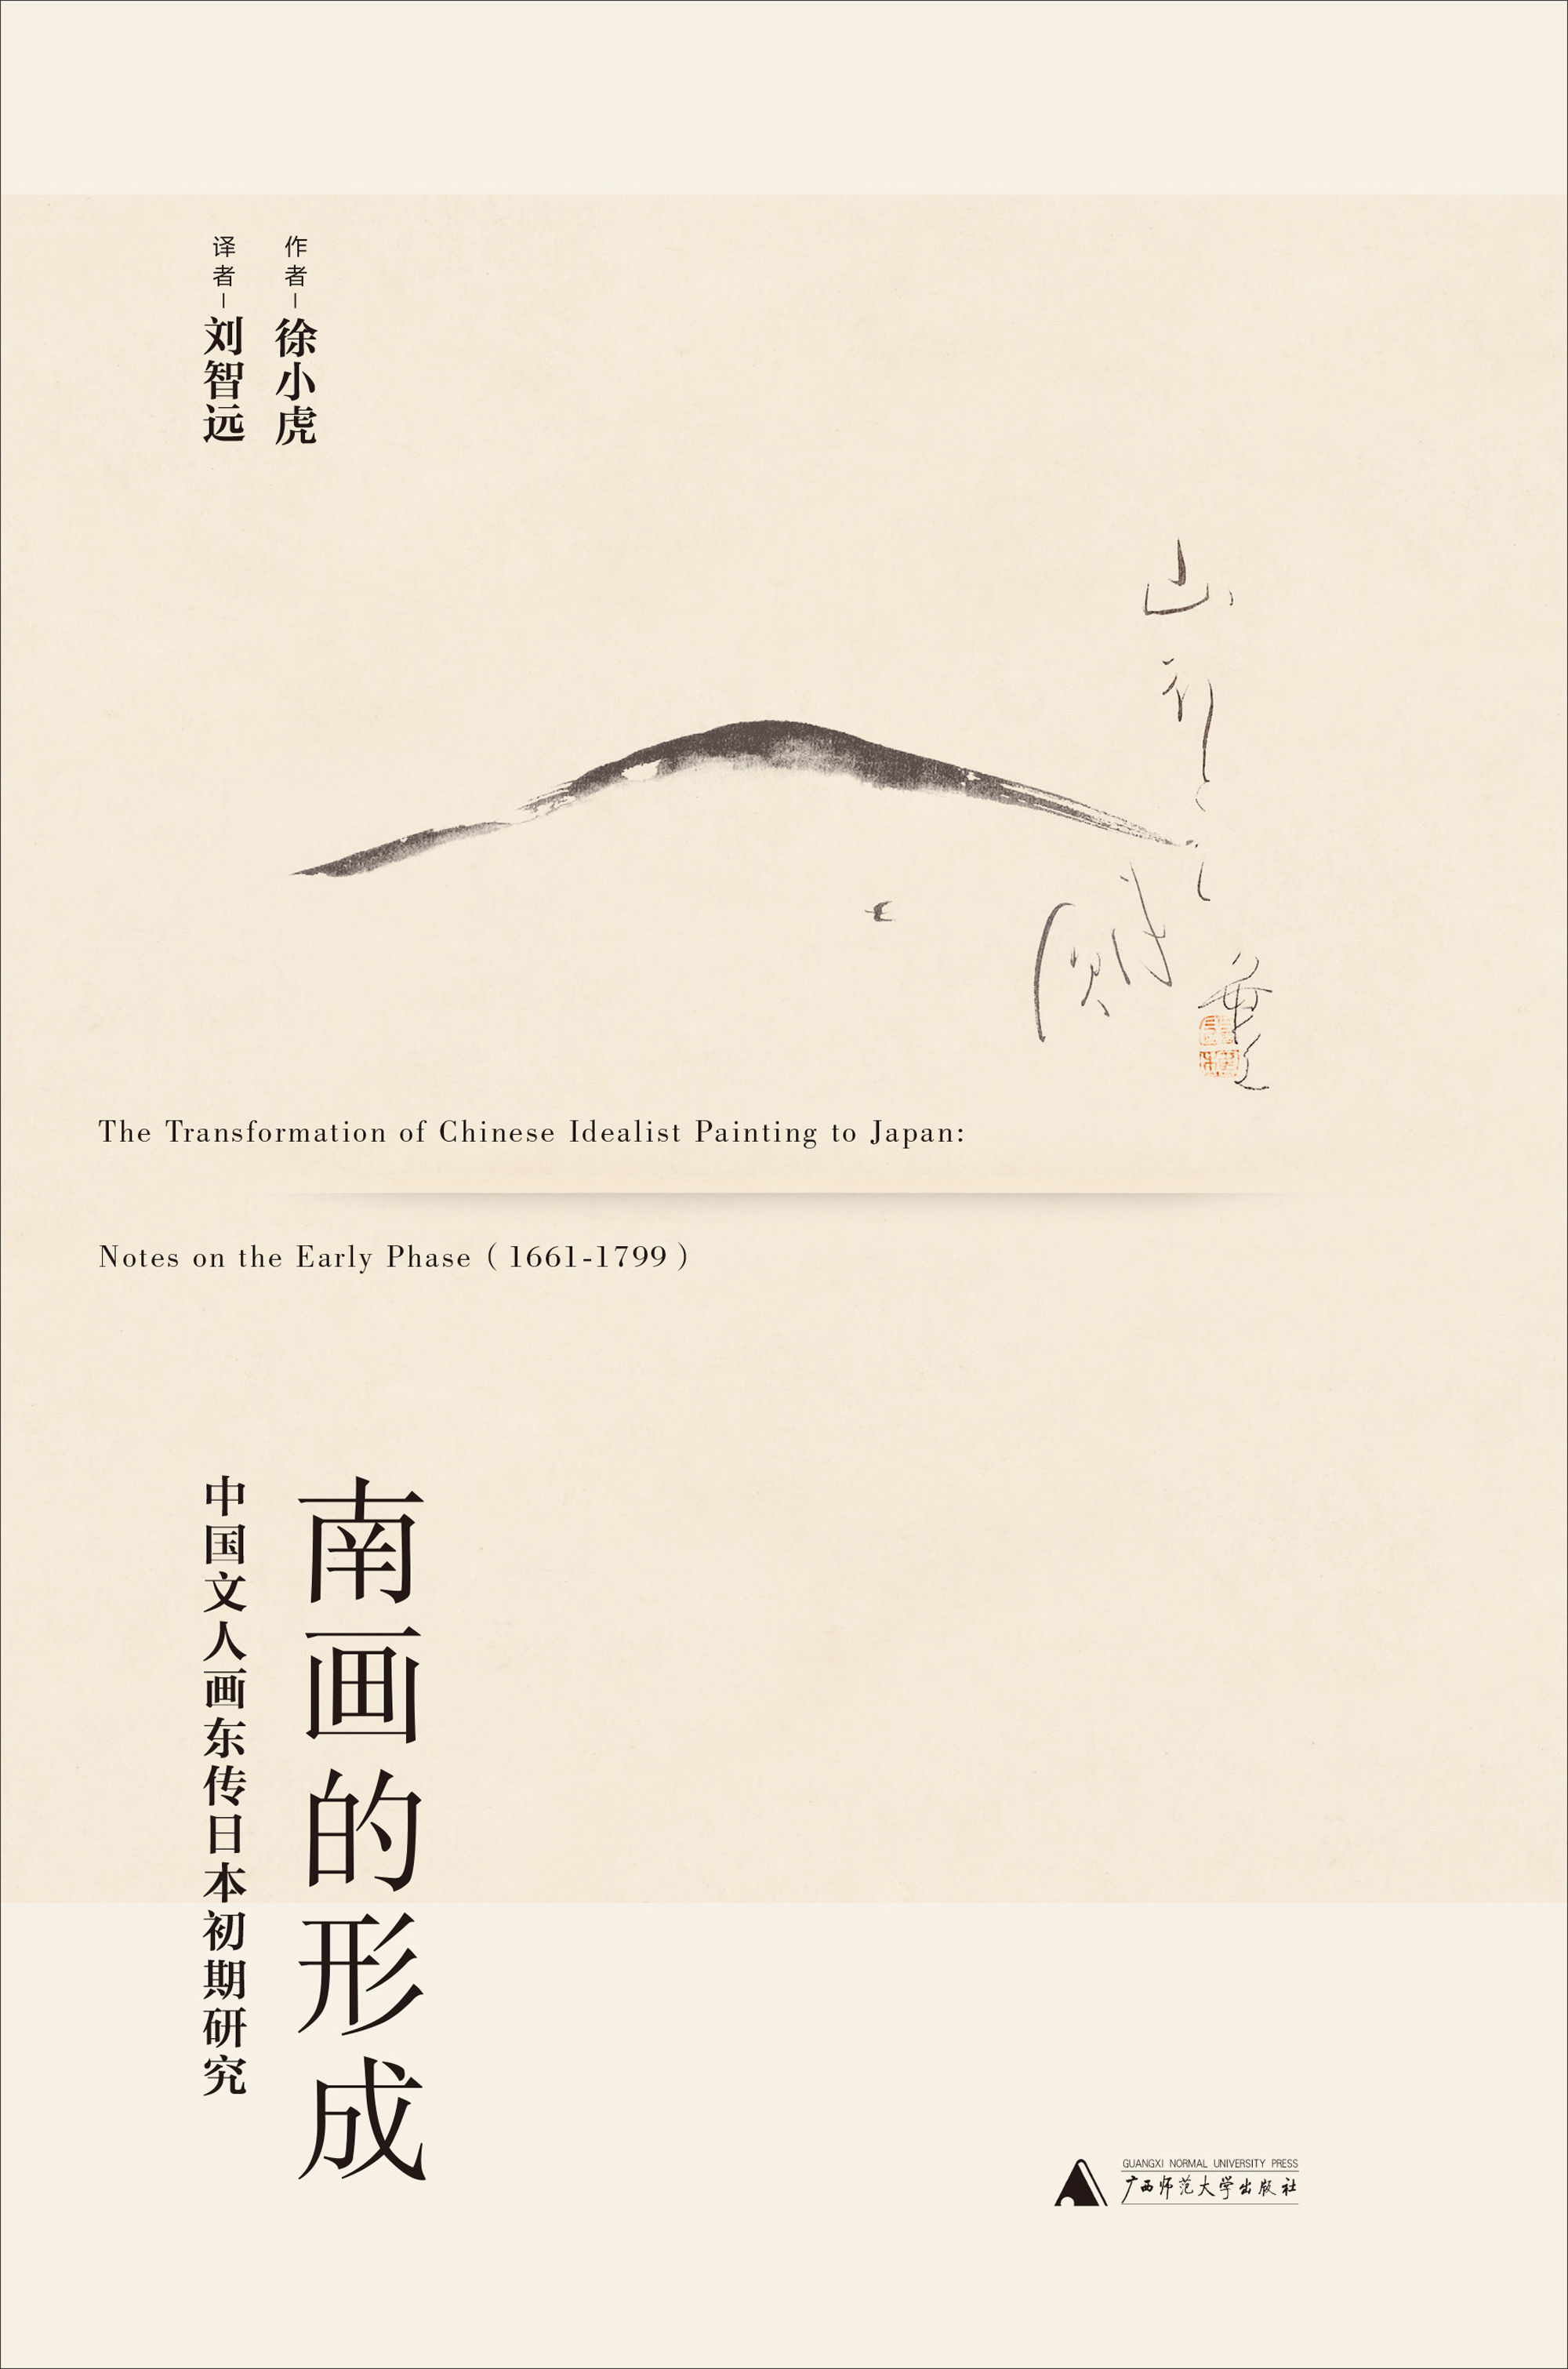 作者
徐小虎
译者
刘智远
山
The Transformation of Chinese Idealist Painting to Japan:
Notes on the Early Phase（1661-1799）
南画的形成
中国文人画东传日本初期研究
GUANGXI NORMAL UNIVERSITY PRESS
广西师范大学出版社